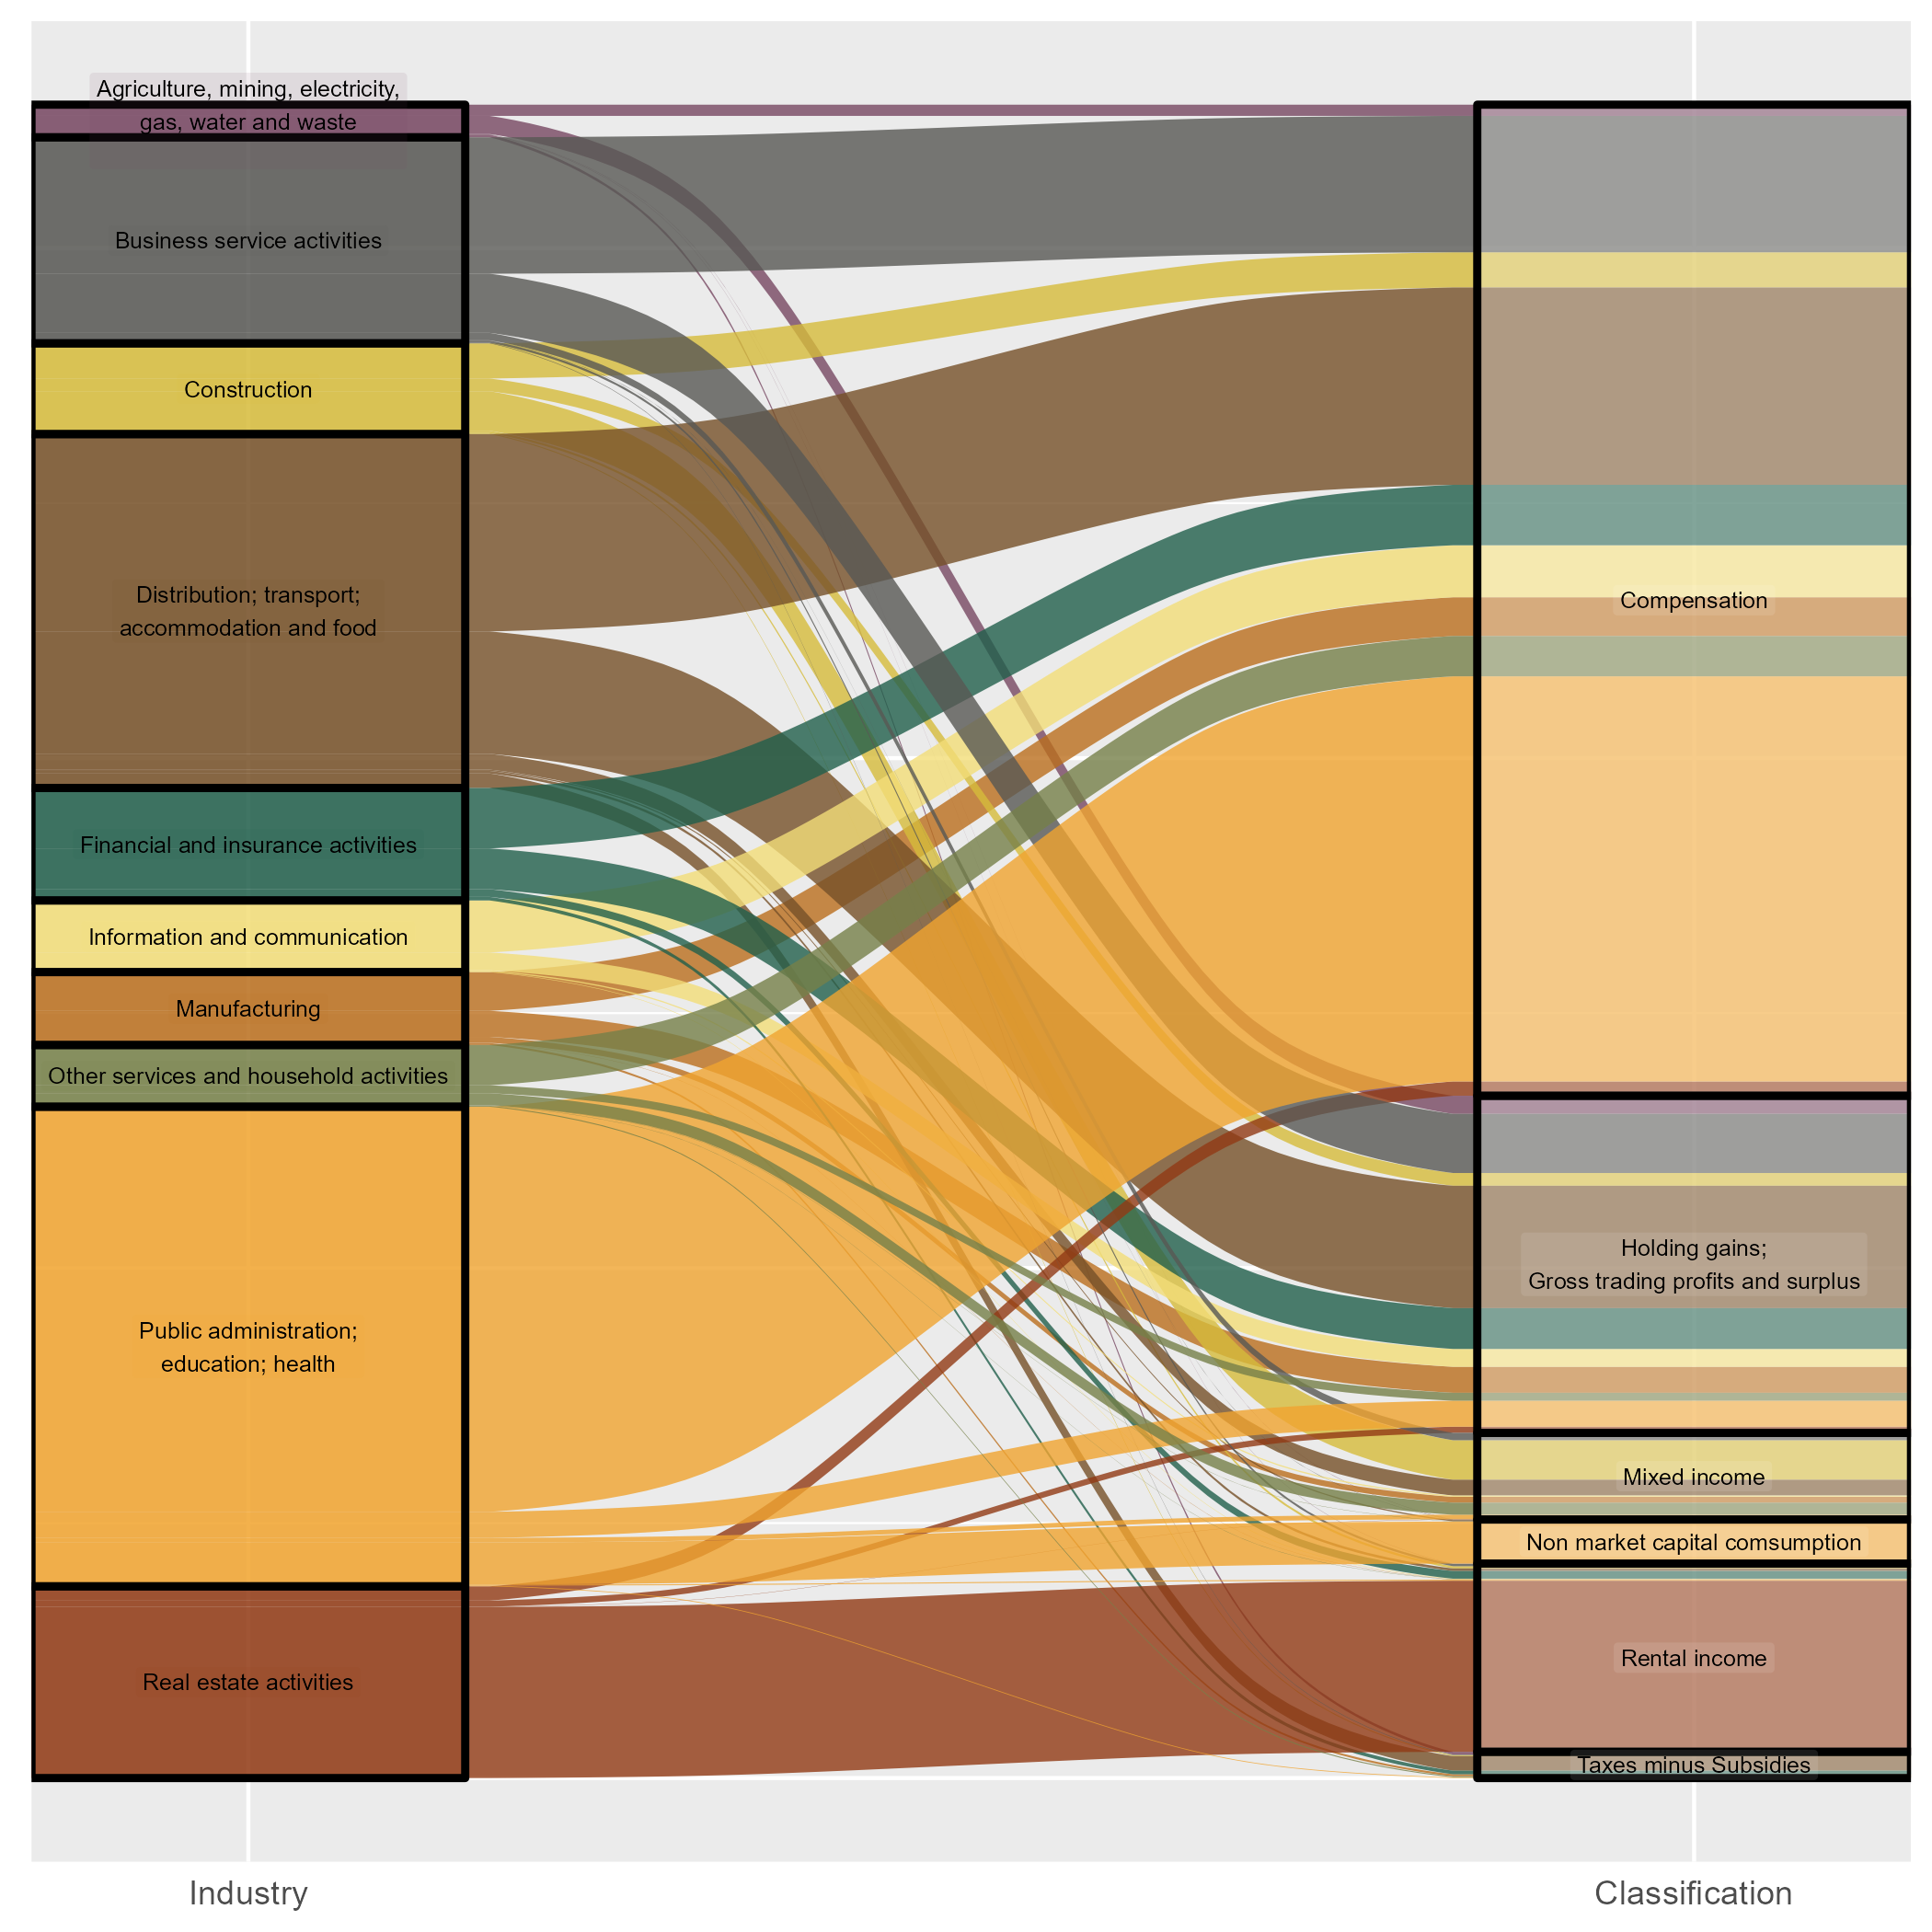 Agriculture, mining, electricity,
gas, water and waste
Business service activities
Construction
Distribution; transport;
accommodation and food
Financial and insurance activities
Information and communication
Manufacturing
Other services and household activities
Public administration;
education; health
Real estate activities
Compensation
Holding gains;
Gross trading profits and surplus
Mixed income
Non market capital comsumption
Rental income
Taxes minus Subsidies
Industry
Classification